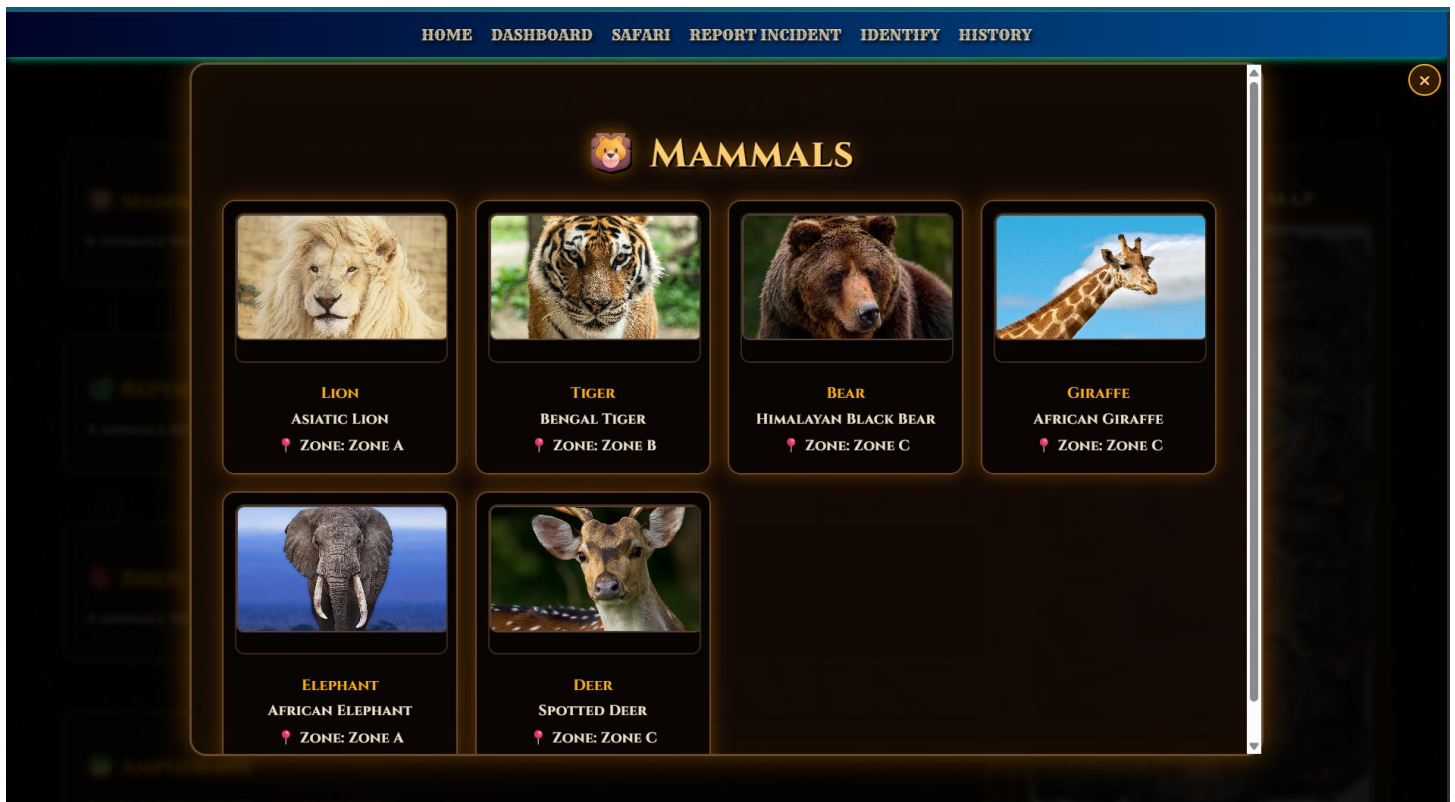 HOME DASHBOARD SAFARI REPORT INCIDENT IDENTIFY HISTORY
×
MAMMALS
LION
ASIATIC LION
ZONE: ZONE A
TIGER
BENGAL TIGER
ZONE: ZONE B
BEAR
HIMALAYAN BLACK BEAR
ZONE: ZONE C
GIRAFFE
AFRICAN GIRAFFE
ZONE: ZONE C
ELEPHANT
AFRICAN ELEPHANT
ZONE: ZONE A
DEER
SPOTTED DEER
ZONE: ZONE C